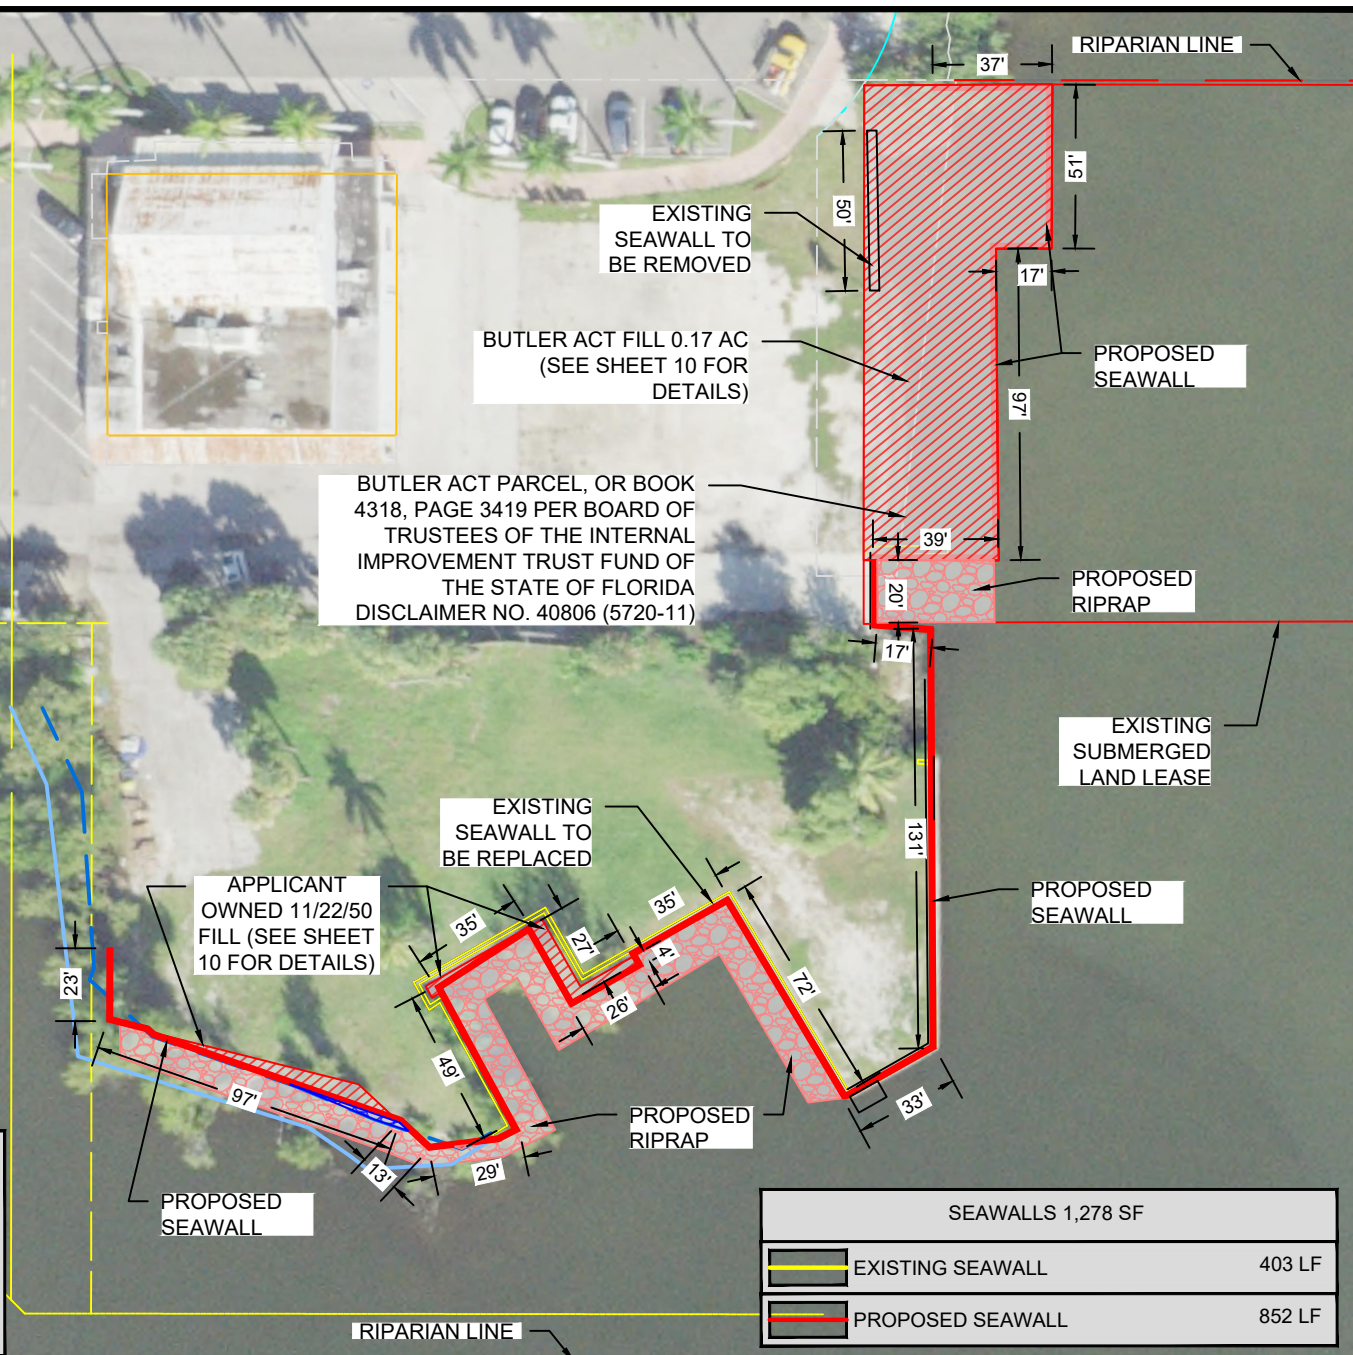 RIPARIAN LINE
37'
51'
50'
EXISTING
SEAWALL TO
BE REMOVED
17'
BUTLER ACT FILL 0.17 AC
(SEE SHEET 10 FOR
DETAILS)
PROPOSED
SEAWALL
97'
BUTLER ACT PARCEL, OR BOOK
4318, PAGE 3419 PER BOARD OF
TRUSTEES OF THE INTERNAL
IMPROVEMENT TRUST FUND OF
THE STATE OF FLORIDA
DISCLAIMER NO. 40806 (5720-11)
39'
20'
PROPOSED
RIPRAP
17'
EXISTING
SUBMERGED
LAND LEASE
EXISTING
SEAWALL TO
BE REPLACED
131'
APPLICANT
OWNED 11/22/50
FILL (SEE SHEET
10 FOR DETAILS)
PROPOSED
SEAWALL
35'
35'
27'
4'
23'
72'
26'
49'
97'
33'
PROPOSED
RIPRAP
13'
29'
PROPOSED
SEAWALL
SEAWALLS 1,278 SF
EXISTING SEAWALL 403 LF
PROPOSED SEAWALL 852 LF
RIPARIAN LINE